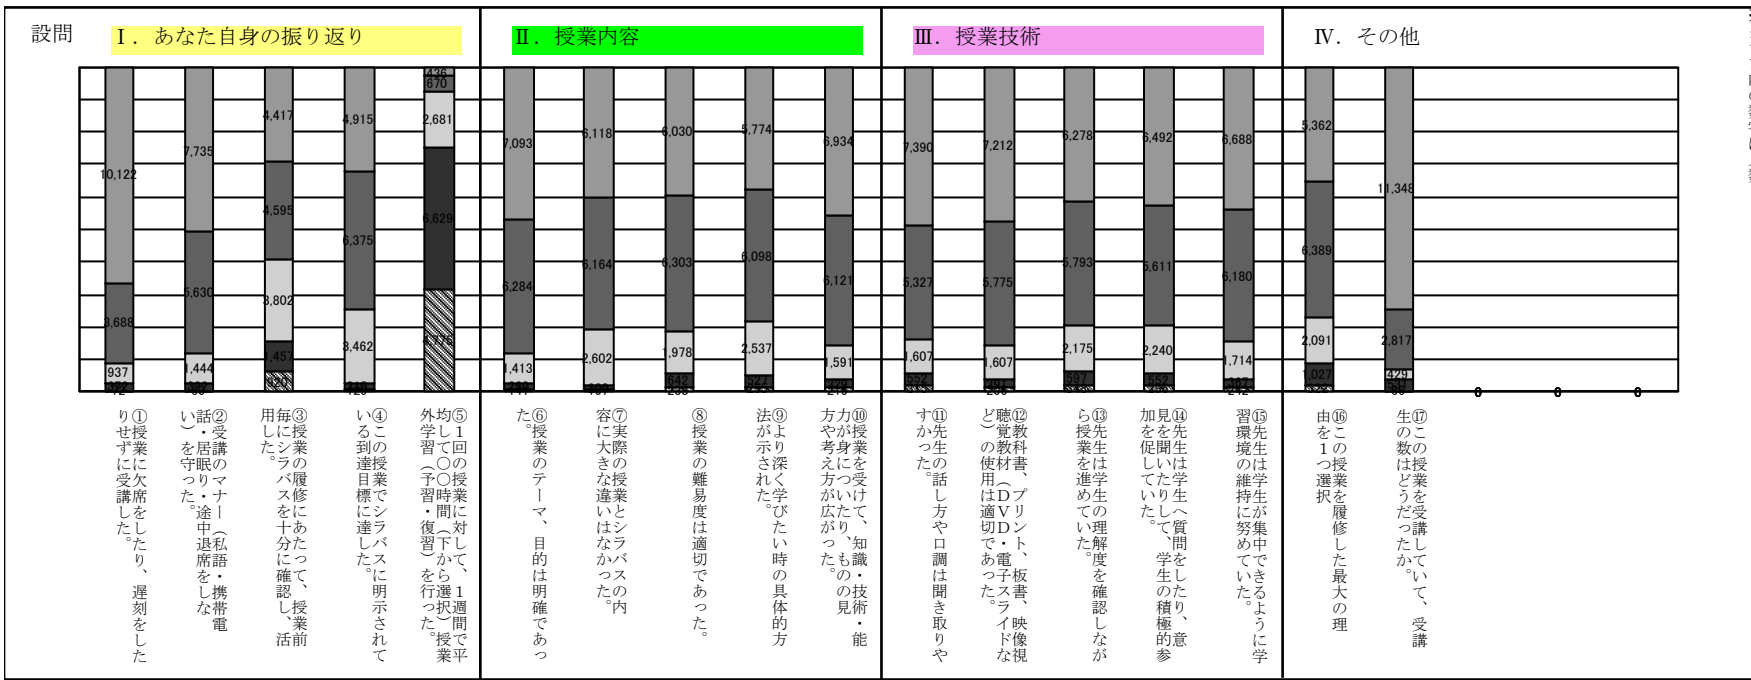 設問
Ⅰ．あなた自身の振り返り
Ⅱ．授業内容
Ⅲ．授業技術
Ⅳ．その他
10,122
3,688
937
7,735
5,630
1,444
4,417
4,595
3,802
1,457
920
4,915
6,375
3,462
436
670
2,681
6,629
4,776
7,093
6,284
1,413
6,118
6,164
2,602
6,030
6,303
1,978
642
5,774
6,098
2,537
527
6,934
6,121
1,591
7,390
5,327
1,607
552
7,212
5,775
1,607
6,278
5,793
2,175
597
6,492
5,611
2,240
552
6,688
6,180
1,714
5,362
6,389
2,091
1,027
11,348
2,817
429
531
0
0
0
①授業に欠席をしたり、遅刻をした
りせずに受講した。
②受講のマナー（私語・携帯電
話・居眠り・途中退席をしな
い）を守った。
③授業の履修にあたって、授業前
毎にシラバスを十分に確認し、活
用した。
④この授業でシラバスに明示されて
いる到達目標に達した。
⑤１回の授業に対して、１週間で平
均して〇〇時間（下から選択）授業
外学習（予習・復習）を行った。
⑥授業のテーマ、目的は明確であっ
た。
⑦実際の授業とシラバスの内
容に大きな違いはなかった。
⑧授業の難易度は適切であった。
⑨より深く学びたい時の具体的方
法が示された。
⑩授業を受けて、知識・技術・能
力が身についたり、ものの見
方や考え方が広がった。
⑪先生の話し方や口調は聞き取りや
すかった。
⑫教科書、プリント、板書、映像視
聴覚教材（ＤＶＤ・電子スライドな
ど）の使用は適切であった。
⑬先生は学生の理解度を確認しなが
ら授業を進めていた。
⑭先生は学生へ質問をしたり、意
見を聞いたりして、学生の積極的参
加を促していた。
⑮先生は学生が集中できるように学
習環境の維持に努めていた。
⑯この授業を履修した最大の理
由を１つ選択
⑰この授業を受講していて、受講
生の数はどうだったか。